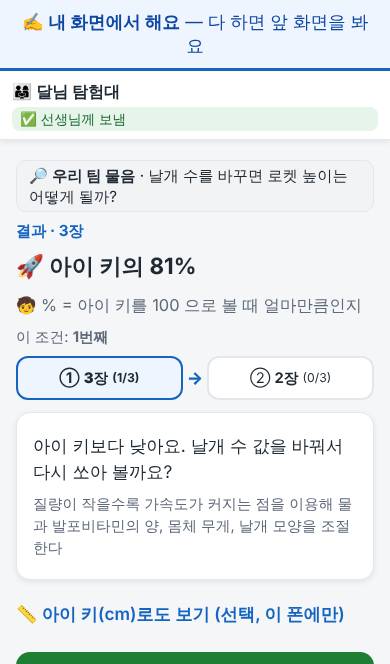 ✍️ 내 화면에서 해요 — 다 하면 앞 화면을 봐
요
👨‍👩‍👧 달님 탐험대
✅ 선생님께 보냄
🔎 우리 팀 물음 · 날개 수를 바꾸면 로켓 높이는
어떻게 될까?
결과 · 3장
🚀 아이 키의 81%
🧒 % = 아이 키를 100 으로 볼 때 얼마만큼인지
이 조건: 1번째
① 3장 (1/3) → ② 2장 (0/3)
아이 키보다 낮아요. 날개 수 값을 바꿔서
다시 쏘아 볼까요?
질량이 작을수록 가속도가 커지는 점을 이용해 물
과 발포비타민의 양, 몸체 무게, 날개 모양을 조절
한다
📏 아이 키(cm)로도 보기 (선택, 이 폰에만)